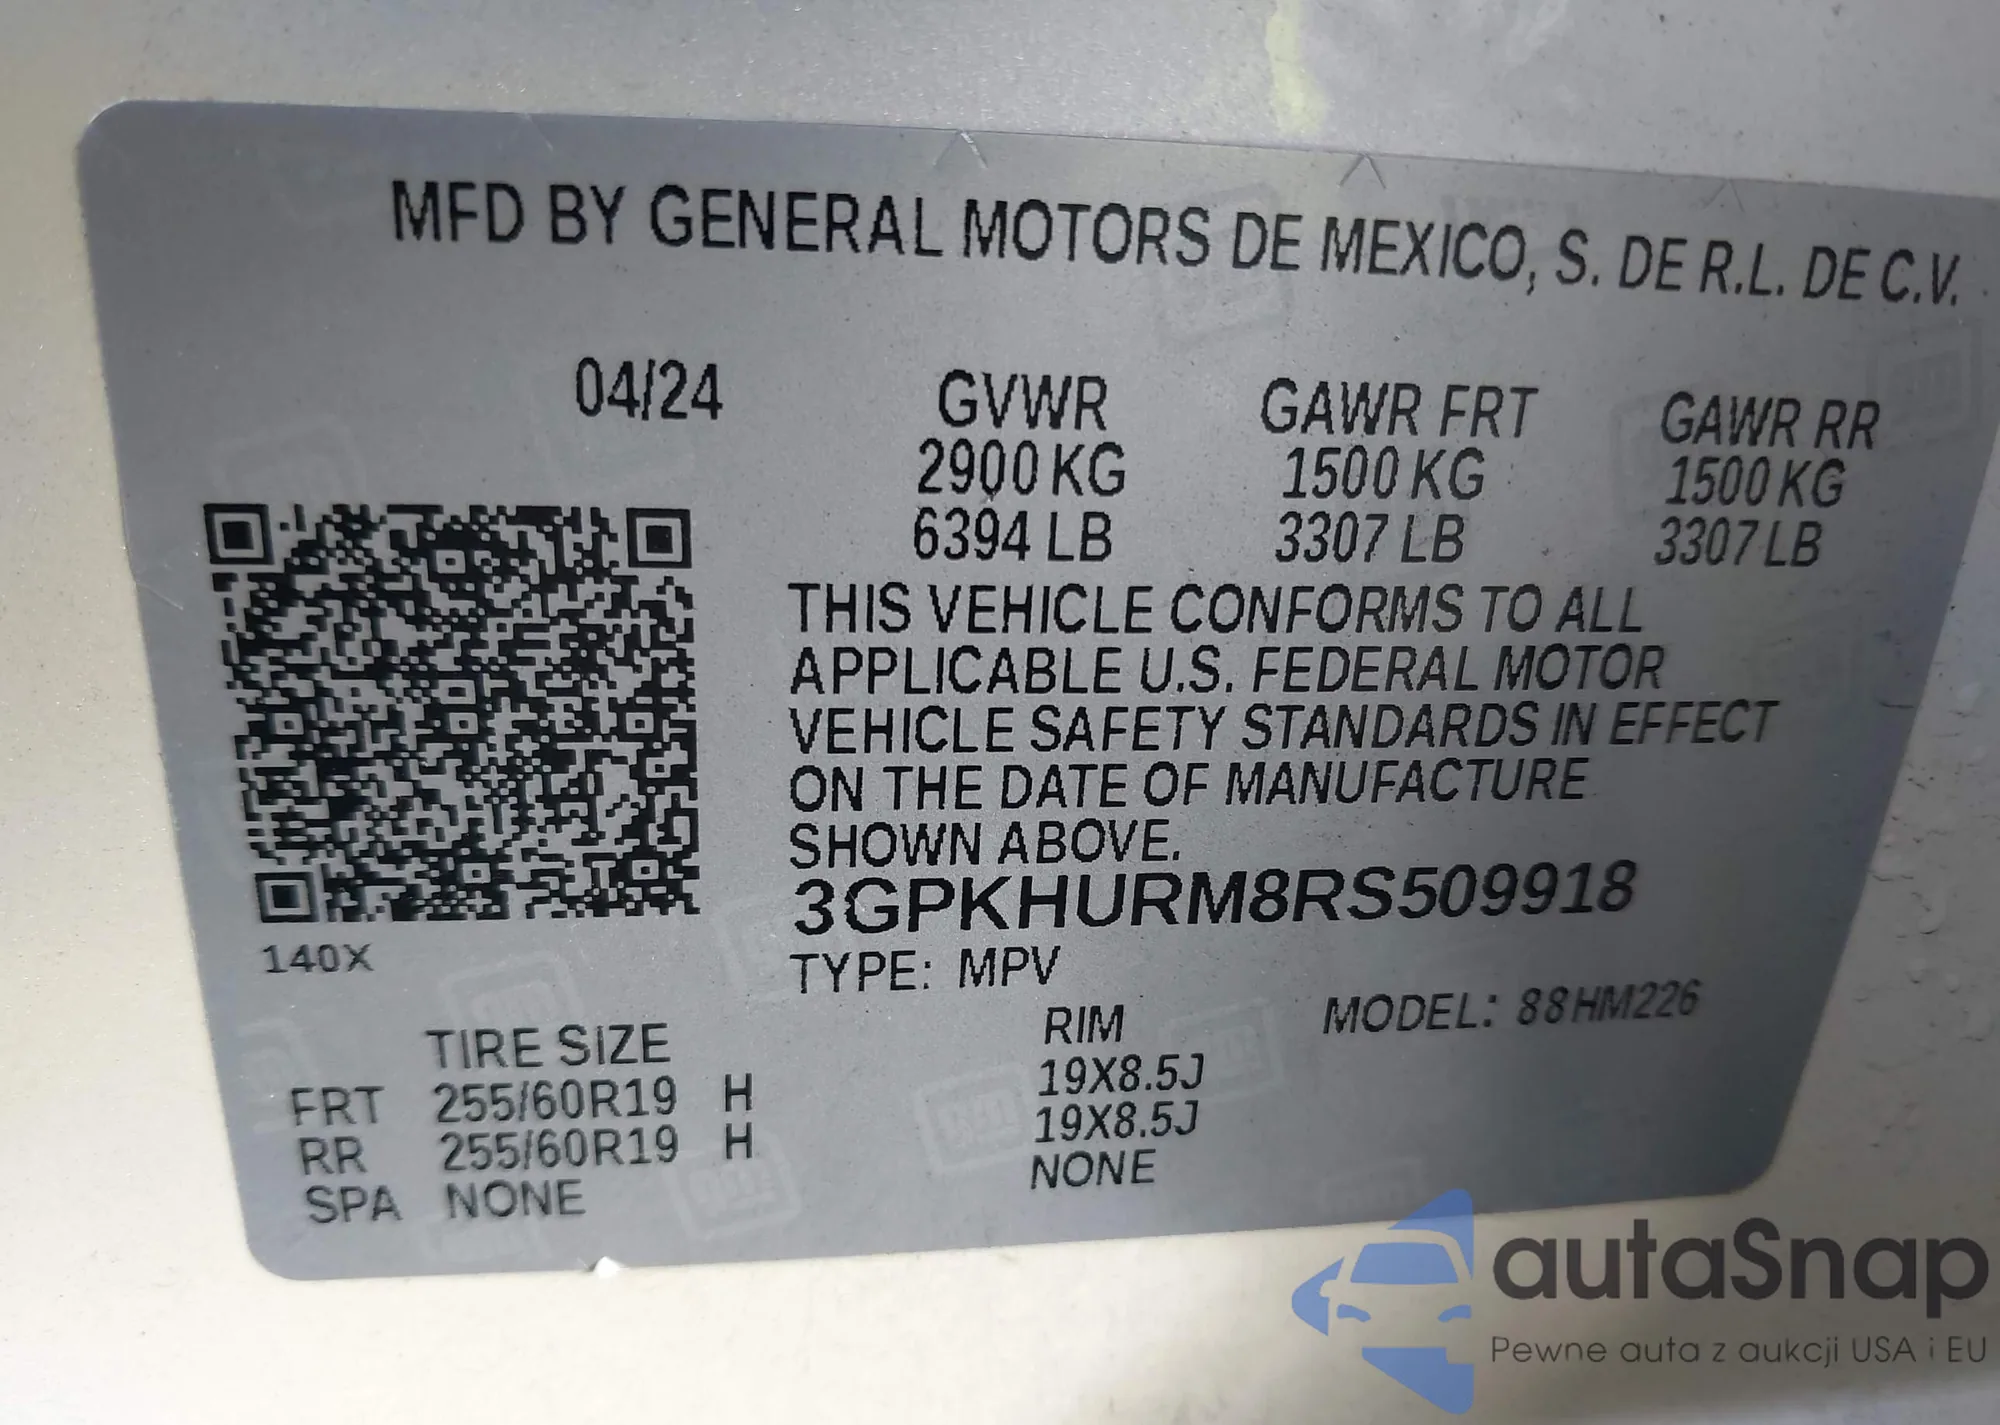 MFD BY GENERAL MOTORS DE MEXICO, S. DE R.L. DE C.V.
04/24 GVWR GAWR FRT GAWR RR
2900 KG 1500 KG 1500 KG
6394 LB 3307 LB 3307 LB
THIS VEHICLE CONFORMS TO ALL
APPLICABLE U.S. FEDERAL MOTOR
VEHICLE SAFETY STANDARDS IN EFFECT
ON THE DATE OF MANUFACTURE
SHOWN ABOVE.
3GPKHURM8RS509918
140X
TYPE: MPV
MODEL: 88HM226
TIRE SIZE RIM
FRT 255/60R19 H 19X8.5J
RR 255/60R19 H 19X8.5J
SPA NONE NONE
autaSnap
Pewne auta z aukcji USA i EU